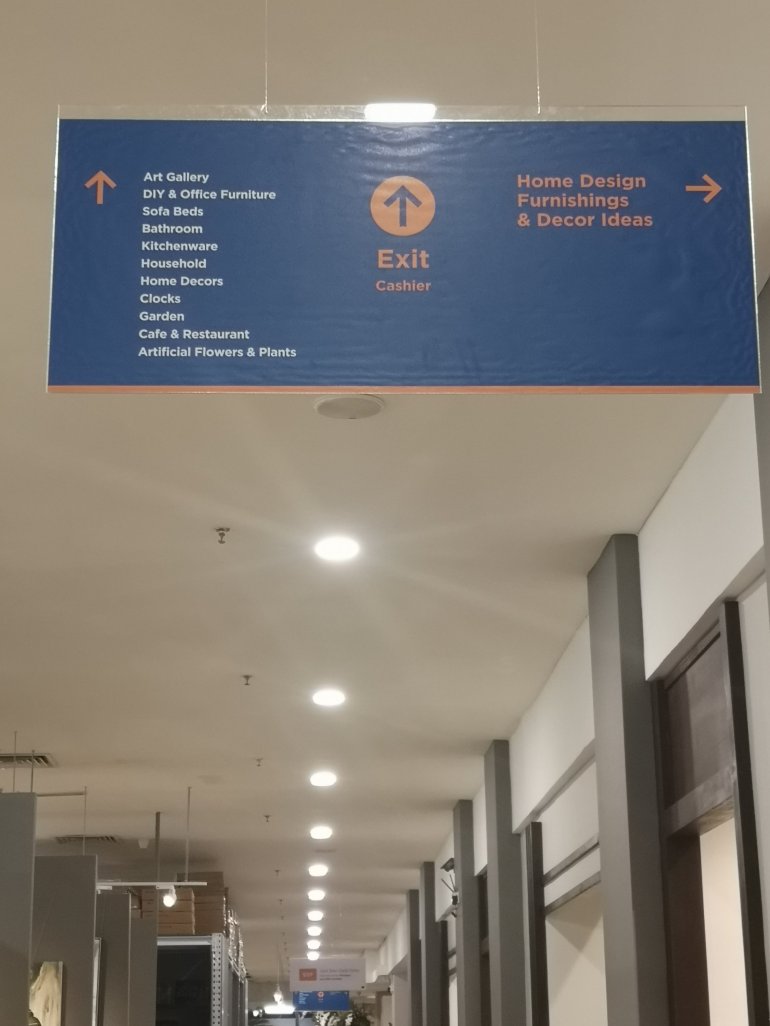 Art Gallery
DIY & Office Furniture
Sofa Beds
Bathroom
Kitchenware
Household
Home Decors
Clocks
Garden
Cafe & Restaurant
Artificial Flowers & Plants
Exit
Cashier
Home Design
Furnishings
& Decor Ideas